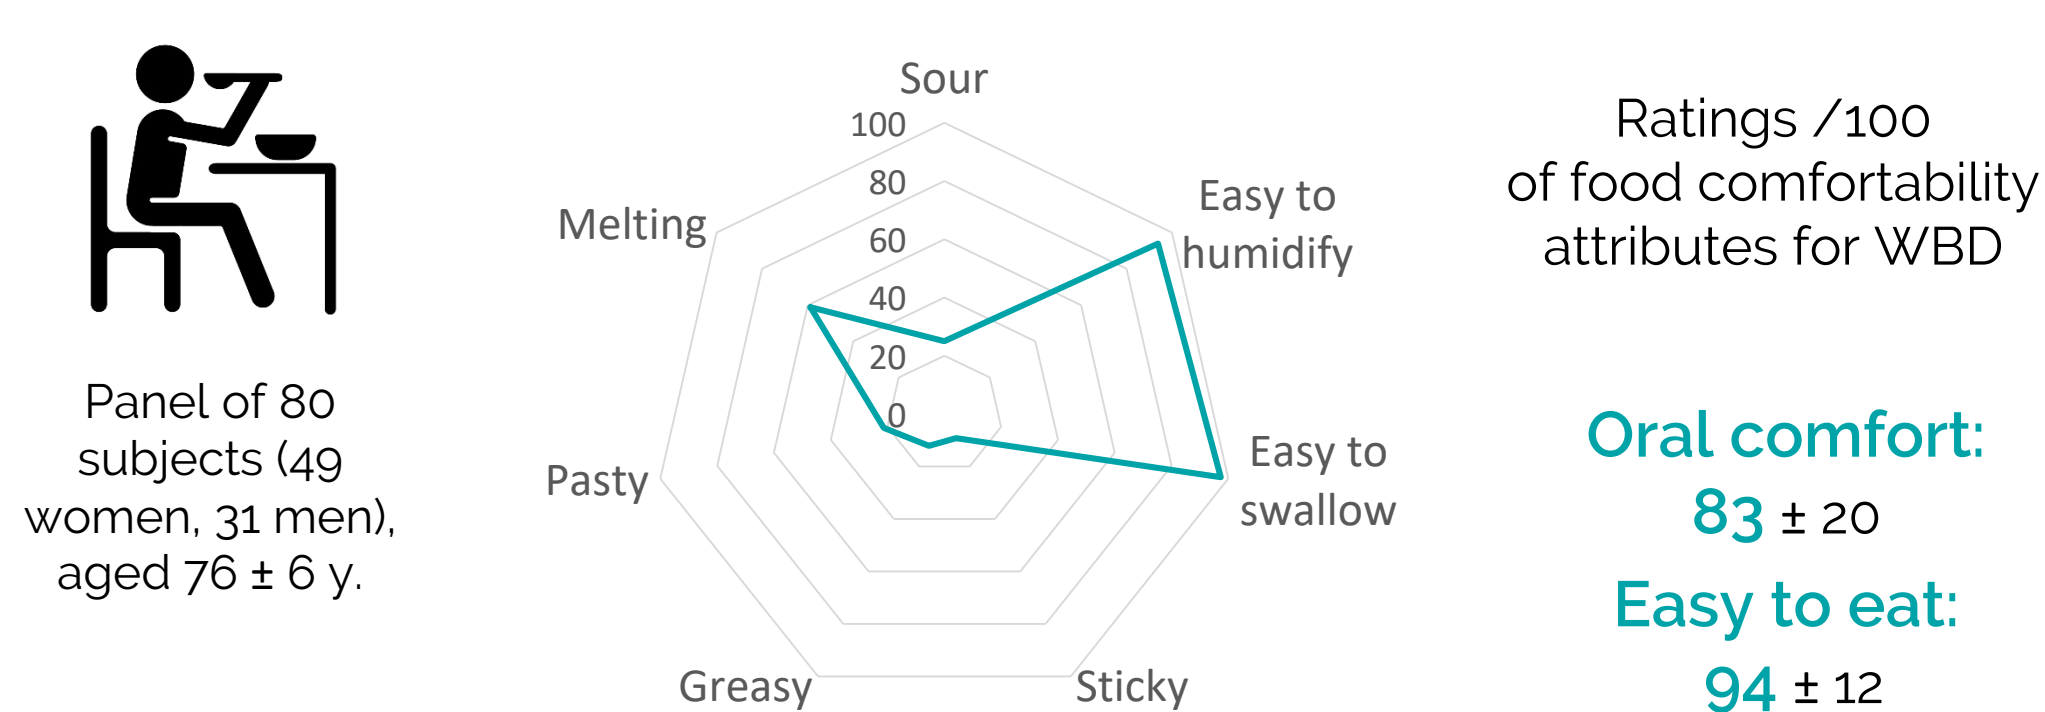 Panel of 80
subjects (49
women, 31 men),
aged 76 ± 6 y.
Sour
100
80
60
40
20
0
Easy to
humidify
Easy to
swallow
Sticky
Greasy
Pasty
Melting
Ratings /100
of food comfortability
attributes for WBD
Oral comfort:
83 ± 20
Easy to eat:
94 ± 12